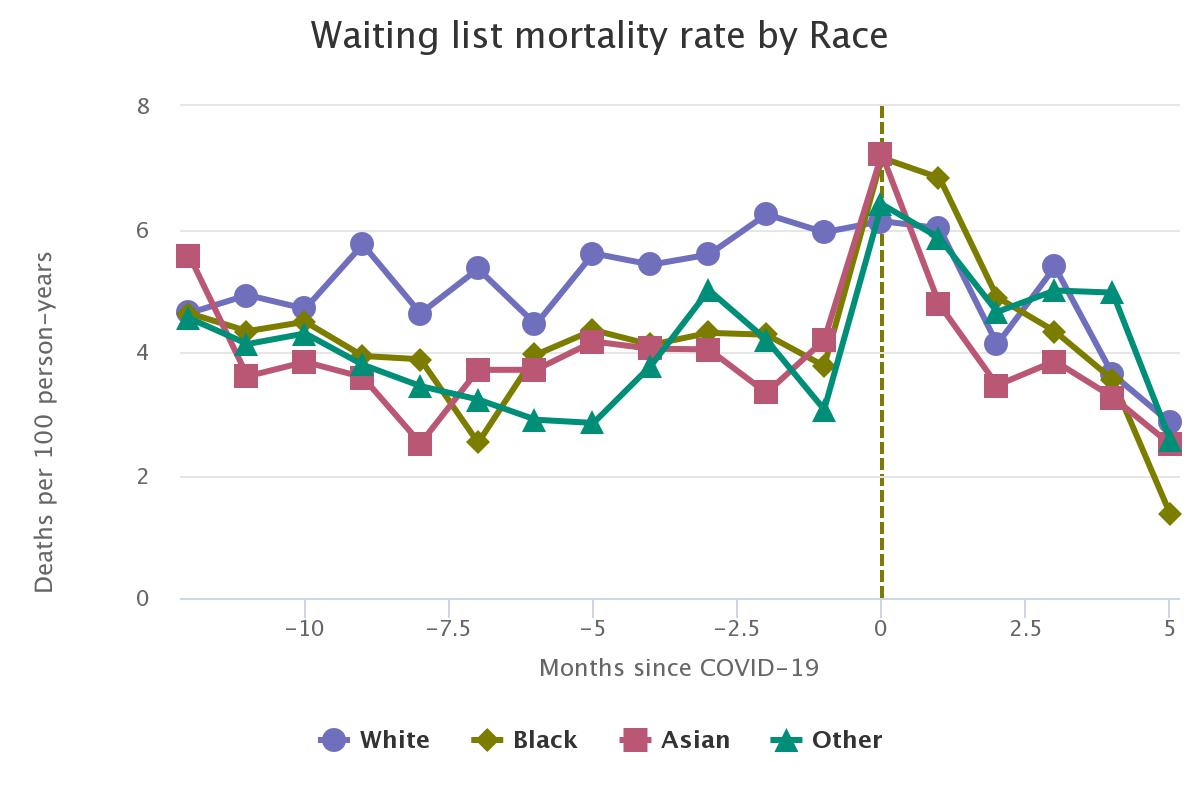 Waiting list mortality rate by Race
Deaths per 100 person-years
8
6
4
2
0
-10
-7.5
-5
-2.5
0
2.5
5
Months since COVID-19
White
Black
Asian
Other